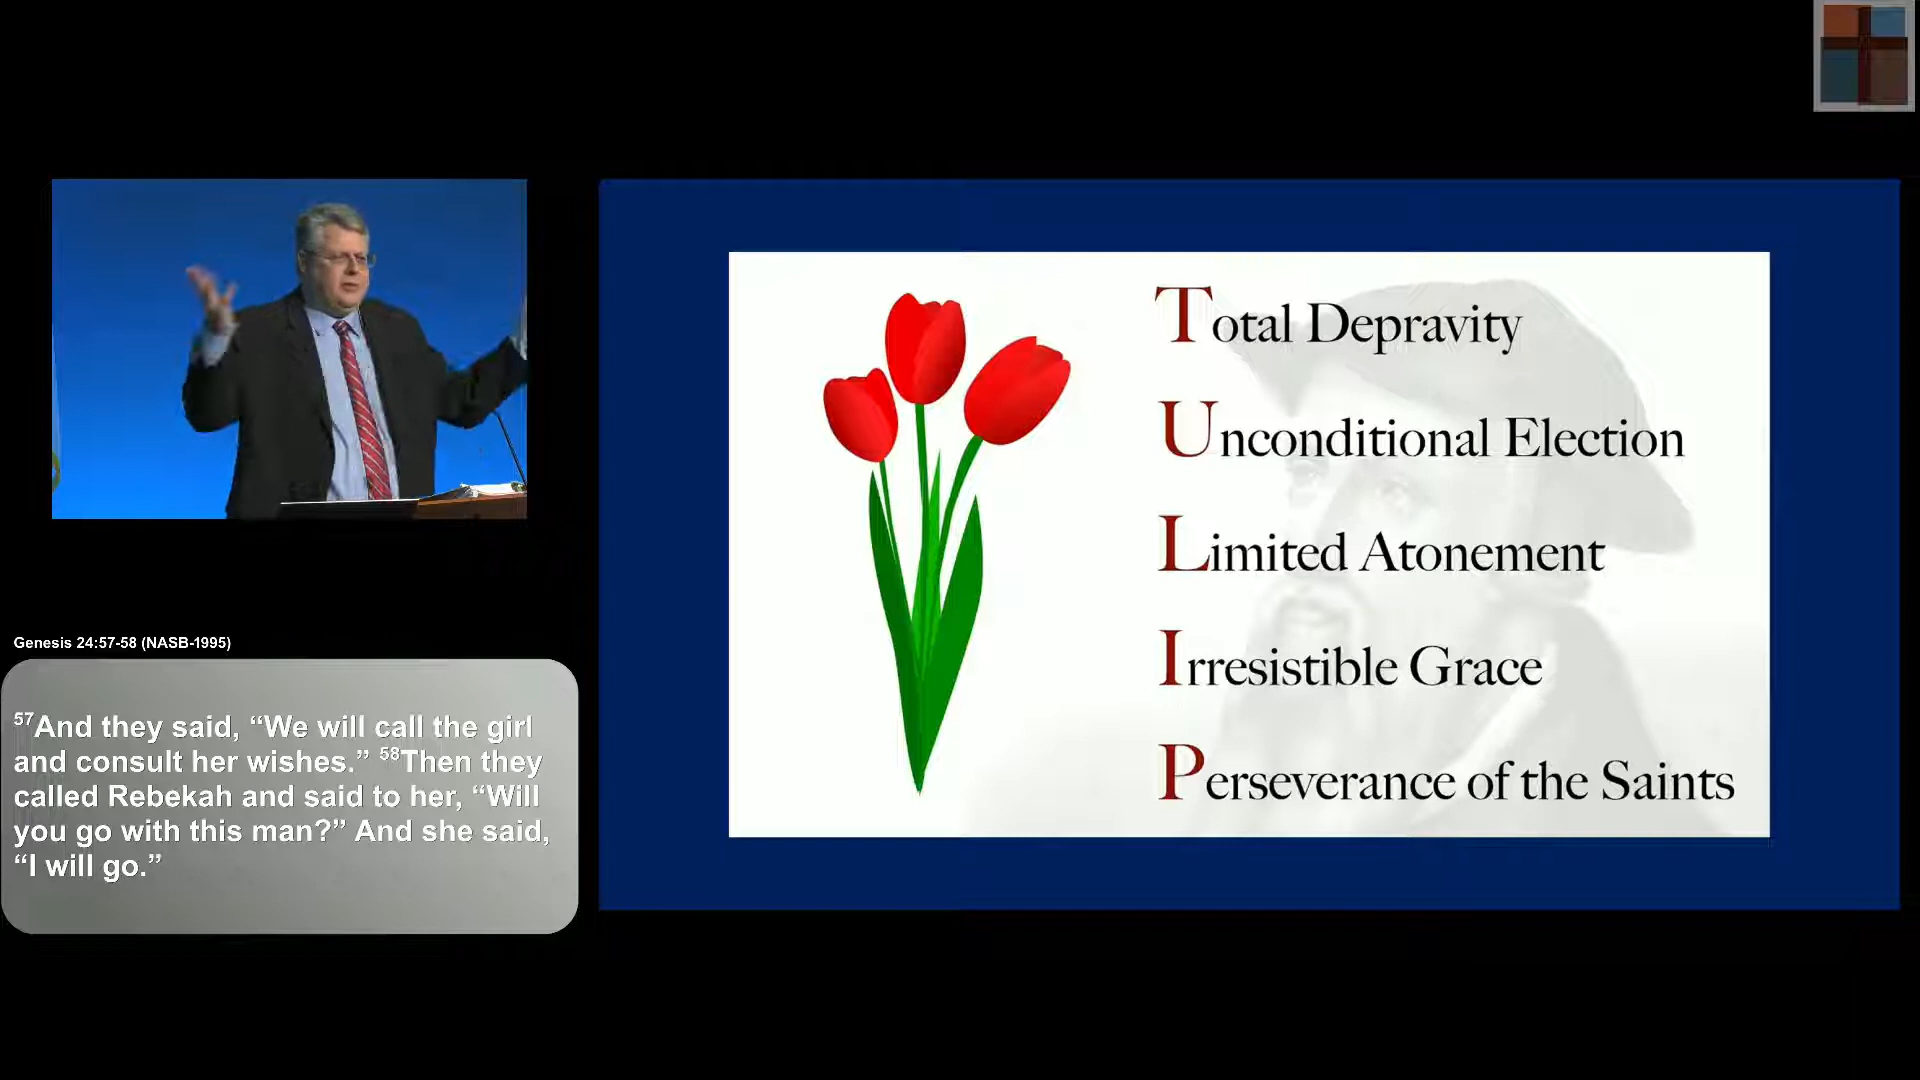 Total Depravity
Unconditional Election
Limited Atonement
Irresistible Grace
Perseverance of the Saints
Genesis 24:57-58 (NASB-1995)
57And they said, “We will call the girl
and consult her wishes.” 58Then they
called Rebekah and said to her, “Will
you go with this man?” And she said,
“I will go.”